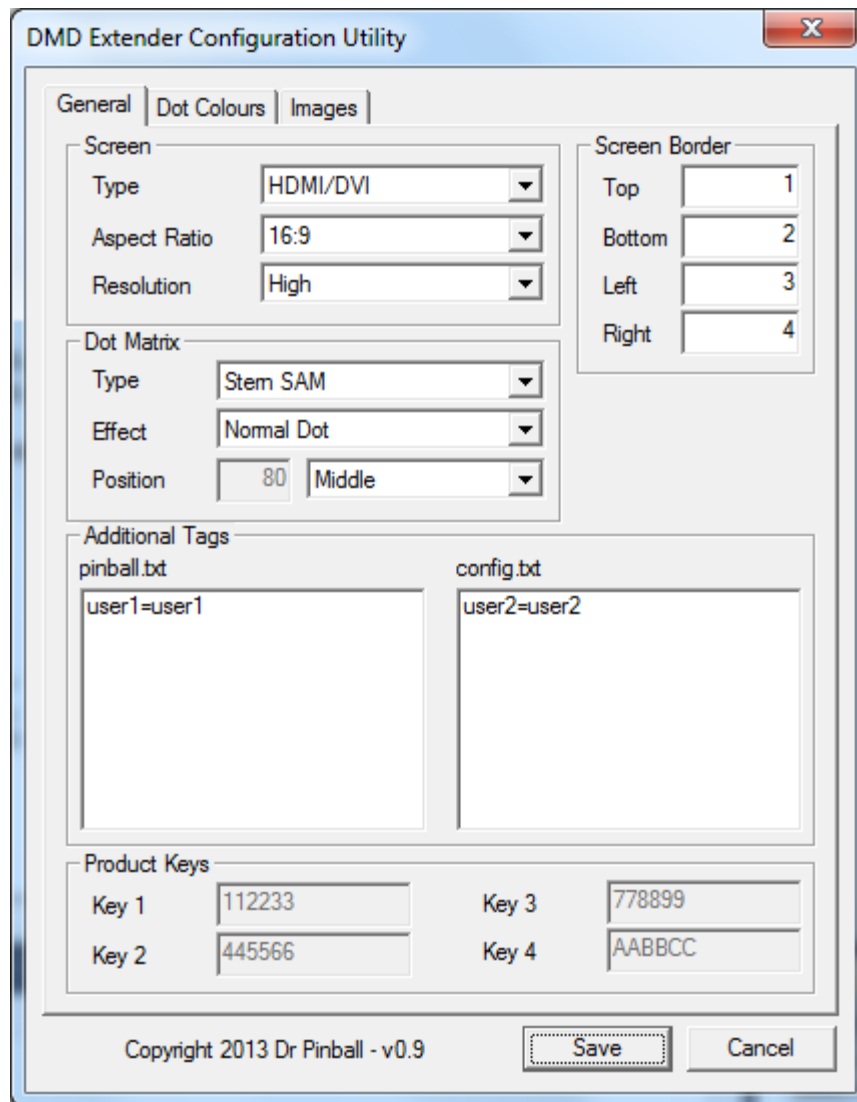 DMD Extender Configuration Utility
General Dot Colours Images
Screen
Type HDMI/DVI
Aspect Ratio 16:9
Resolution High
Screen Border
Top 1
Bottom 2
Left 3
Right 4
Dot Matrix
Type Stern SAM
Effect Normal Dot
Position 80 Middle
Additional Tags
pinball.txt config.txt
user1=user1 user2=user2
Product Keys
Key 1 112233 Key 3 778899
Key 2 445566 Key 4 AABBCC
Copyright 2013 Dr Pinball - v0.9 Save Cancel